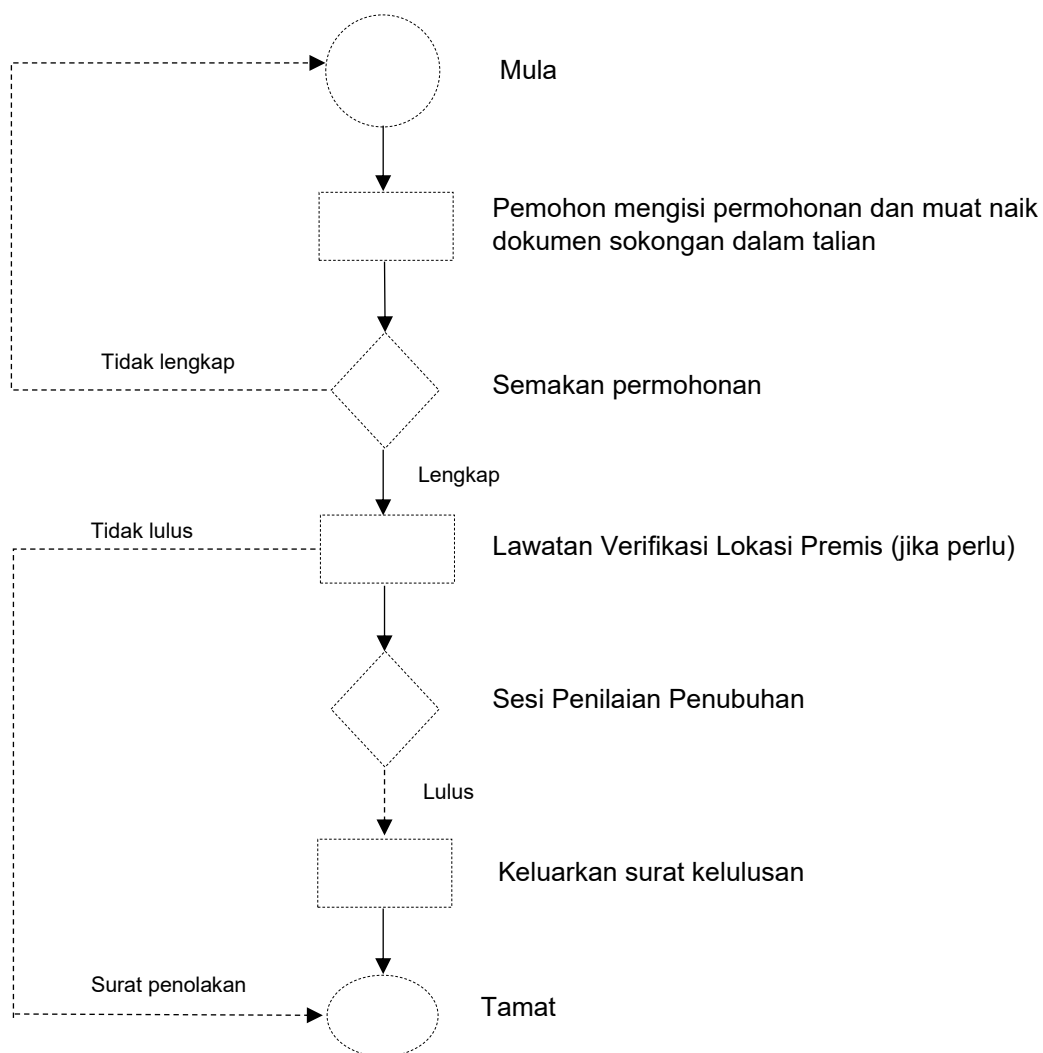 Mula
Pemohon mengisi permohonan dan muat naik
dokumen sokongan dalam talian
Tidak lengkap
Semakan permohonan
Lengkap
Tidak lulus
Lawatan Verifikasi Lokasi Premis (jika perlu)
Sesi Penilaian Penubuhan
Lulus
Keluarkan surat kelulusan
Surat penolakan
Tamat